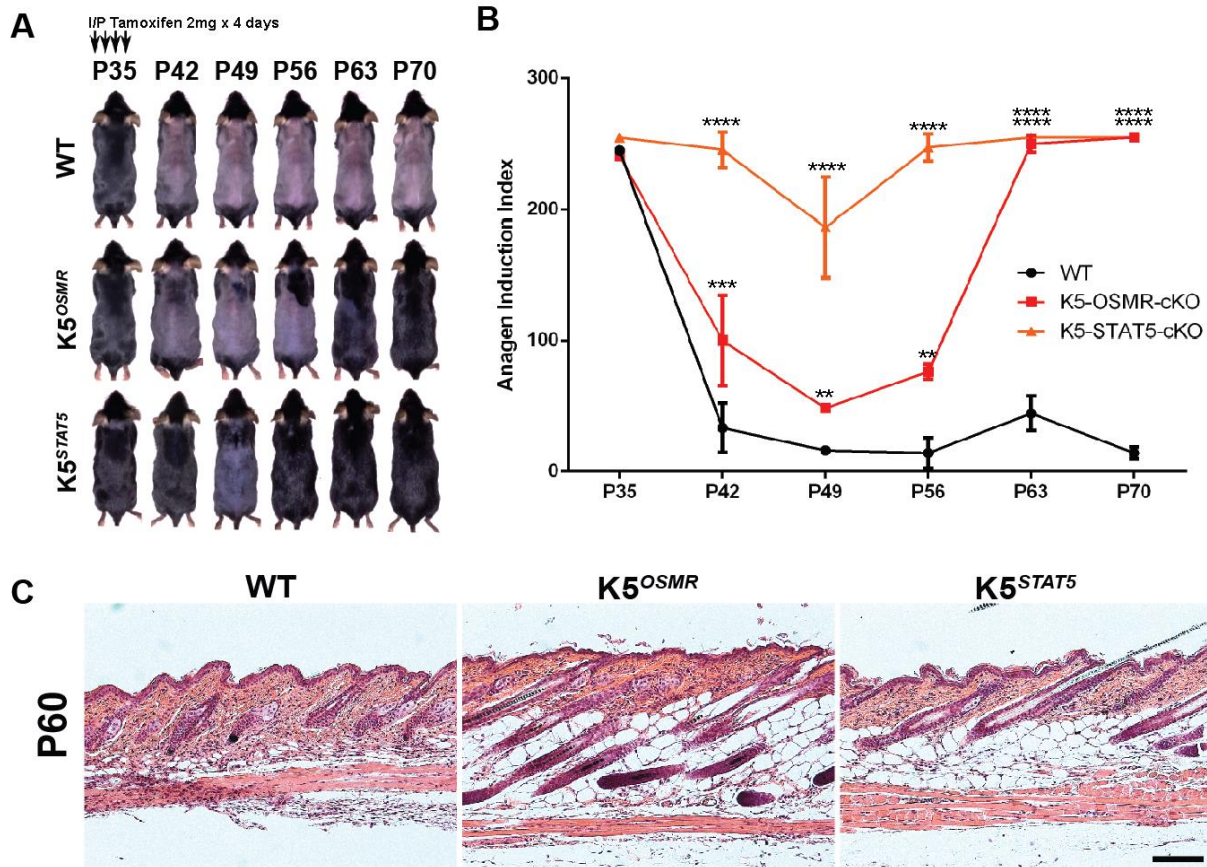 A
I/P Tamoxifen 2mg x 4 days
P35 P42 P49 P56 P63 P70
WT
K5OSMR
K5STAT5
B
Anagen Induction Index
300
200
100
0
P35 P42 P49 P56 P63 P70
****
****
****
****
****
****
****
***
**
**
WT
K5-OSMR-cKO
K5-STAT5-cKO
C
WT K5OSMR K5STAT5
P60